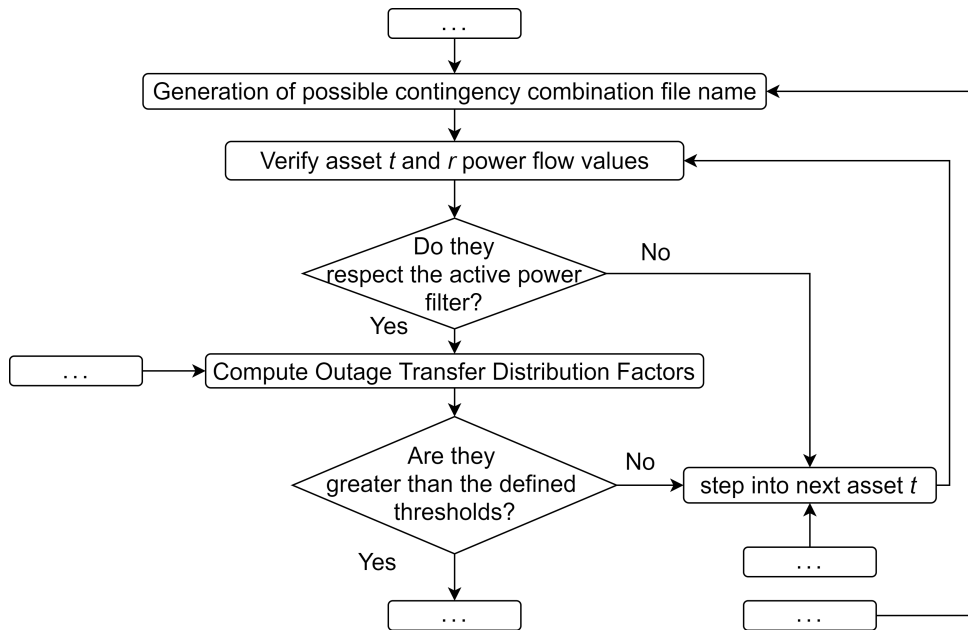 ...
Generation of possible contingency combination file name
Verify asset t and r power flow values
Do they
respect the active power
filter?
No
Yes
...
Compute Outage Transfer Distribution Factors
Are they
greater than the defined
thresholds?
No
step into next asset t
Yes
...
...
...